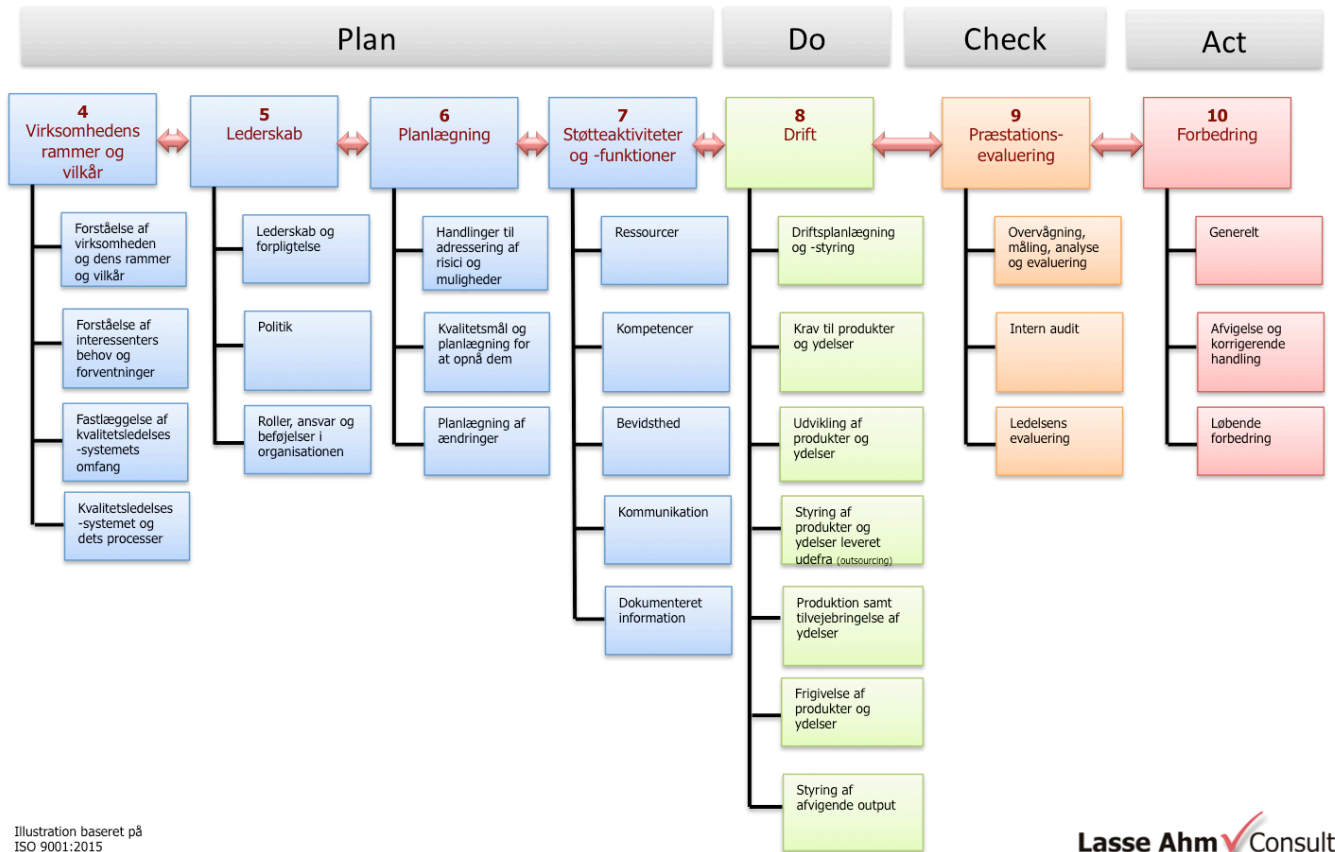 Plan
Do
Check
Act
4
Virksomhedens
rammer og
vilkår
5
Lederskab
6
Planlægning
7
Støtteaktiviteter
og -funktioner
8
Drift
9
Præstations-
evaluering
10
Forbedring
Forståelse af
virksomheden
og dens rammer
og vilkår
Forståelse af
interessenters
behov og
forventninger
Fastlæggelse af
kvalitetsledelses
-systemets
omfang
Kvalitetsledelses
-systemet og
dets processer
Lederskab og
forpligtelse
Politik
Roller, ansvar og
beføjelser i
organisationen
Handlinger til
adressering af
risici og
muligheder
Kvalitetsmål og
planlægning for
at opnå dem
Planlægning af
ændringer
Ressourcer
Kompetencer
Bevidsthed
Kommunikation
Dokumenteret
information
Driftsplanlægning
og -styring
Krav til produkter
og ydelser
Udvikling af
produkter og
ydelser
Styring af
produkter og
ydelser leveret
udefra (outsourcing)
Produktion samt
tilvejebringelse af
ydelser
Frigivelse af
produkter og
ydelser
Styring af
afvigende output
Overvågning,
måling, analyse
og evaluering
Intern audit
Ledelsens
evaluering
Generelt
Afvigelse og
korrigerende
handling
Løbende
forbedring
Illustration baseret på
ISO 9001:2015
Lasse Ahm Consult